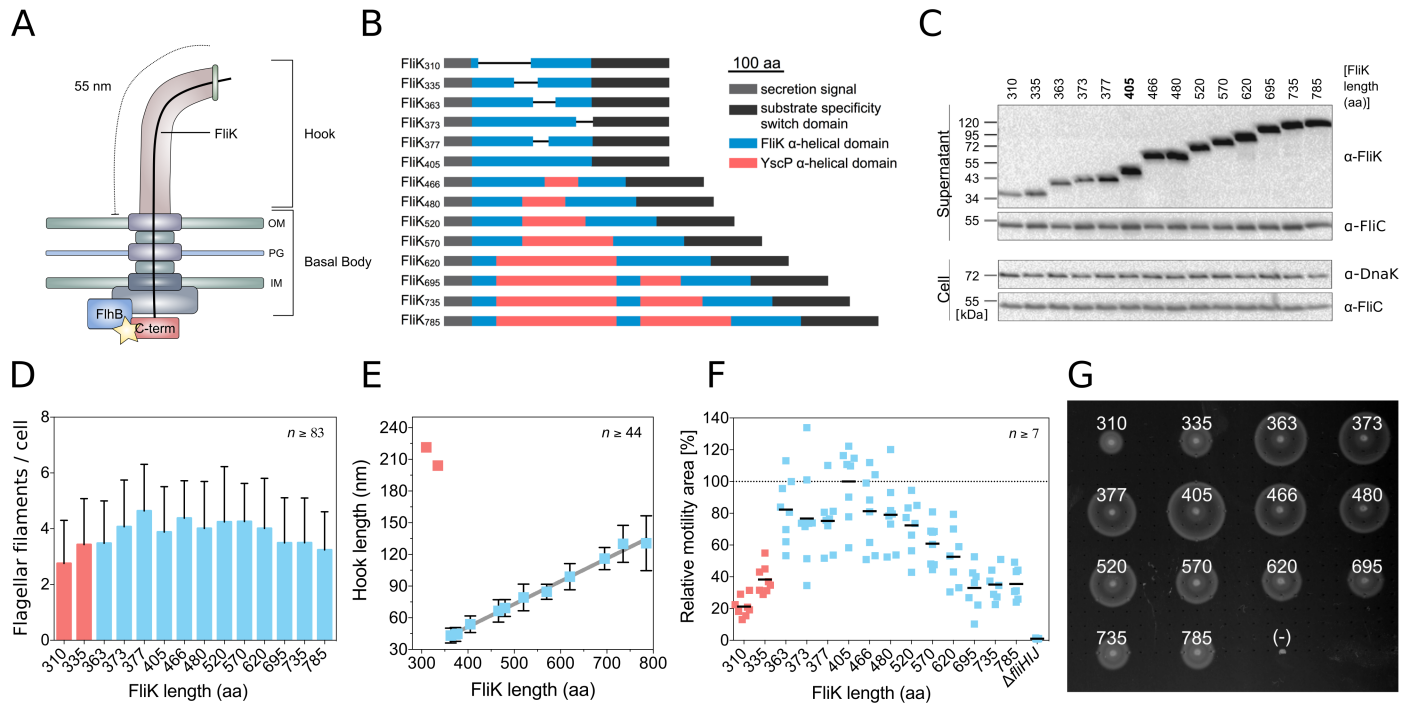 A
55 nm
FliK
Hook
OM
PG
IM
Basal Body
FlhB
C-term
B
FliK310
FliK335
FliK363
FliK373
FliK377
FliK405
FliK466
FliK480
FliK520
FliK570
FliK620
FliK695
FliK735
FliK785
100 aa
secretion signal
substrate specificity
switch domain
FliK α-helical domain
YscP α-helical domain
C
310 335 363 373 377 405 466 480 520 570 620 695 735 785
[FliK
length
(aa)]
Supernatant
120
95
72
55
43
34
α-FliK
55
α-FliC
Cell
72
α-DnaK
55
α-FliC
[kDa]
D
Flagellar filaments / cell
8
6
4
2
0
n ≥ 83
310 335 363 373 377 405 466 480 520 570 620 695 735 785
FliK length (aa)
E
Hook length (nm)
240
210
180
150
120
90
60
30
n ≥ 44
300 400 500 600 700 800
FliK length (aa)
F
Relative motility area [%]
140
120
100
80
60
40
20
0
n ≥ 7
310 335 363 373 377 405 466 480 520 570 620 695 735 785 ΔfliHIJ
FliK length (aa)
G
310 335 363 373
377 405 466 480
520 570 620 695
735 785 (-)